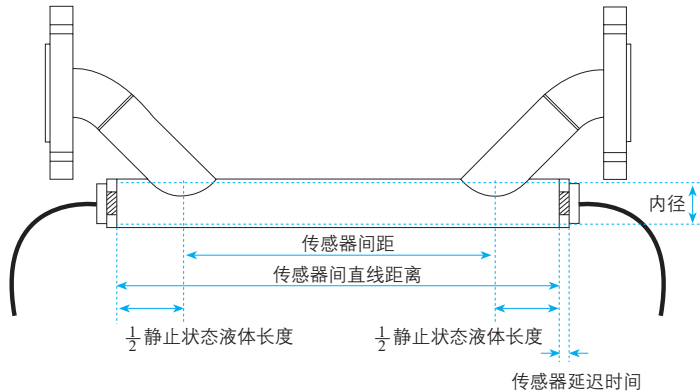 内径
传感器间距
传感器间直线距离
1/2 静止状态液体长度
1/2 静止状态液体长度
传感器延迟时间